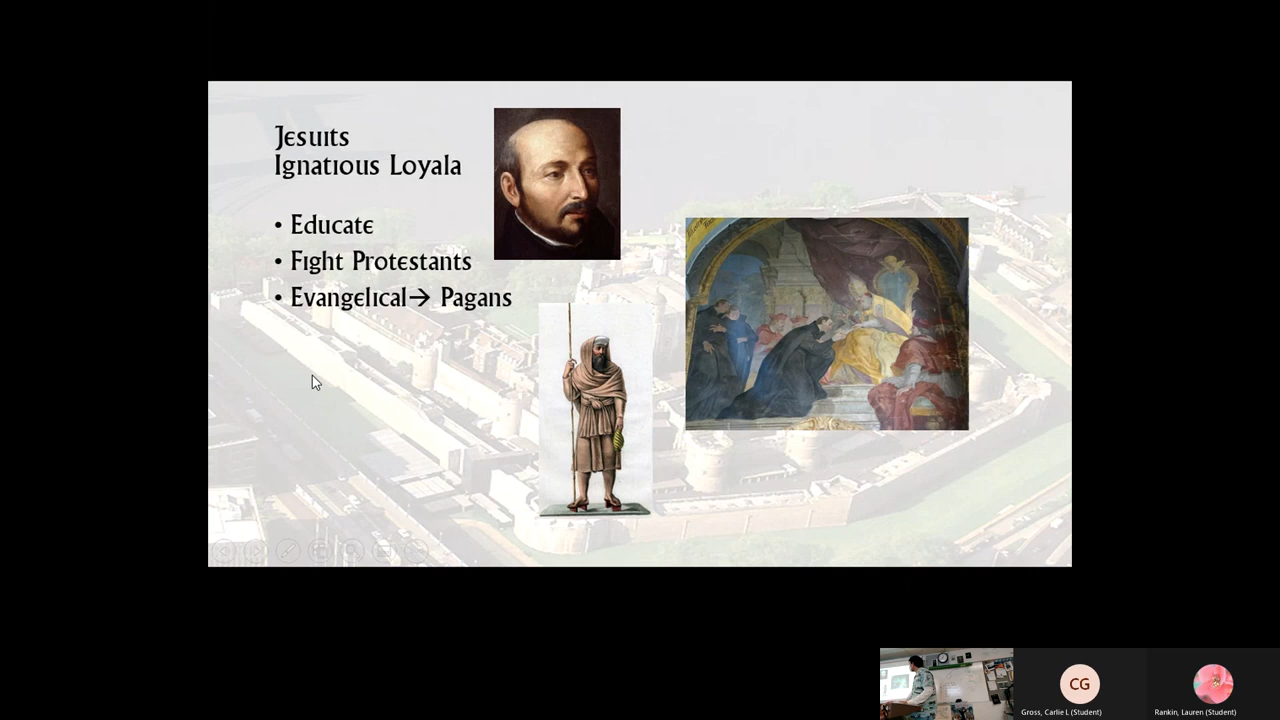 Jesuits
Ignatious Loyala
• Educate
• Fight Protestants
• Evangelical→ Pagans
CG
Gross, Carlie L (Student)
Rankin, Lauren (Student)